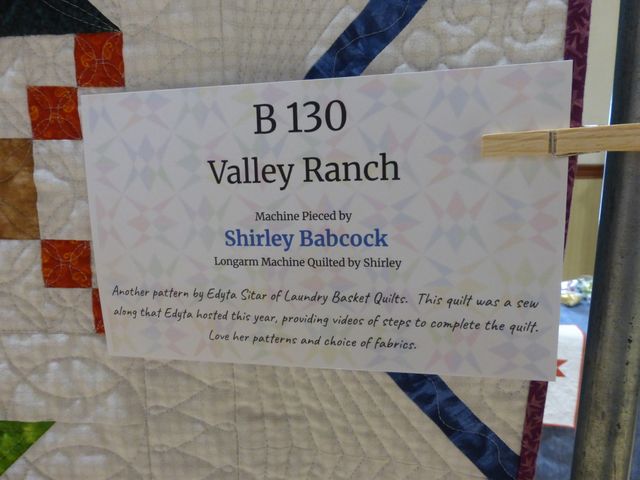 B 130
Valley Ranch
Machine Pieced by
Shirley Babcock
Longarm Machine Quilted by Shirley
Another pattern by Edyta Sitar of Laundry Basket Quilts. This quilt was a sew
along that Edyta hosted this year, providing videos of steps to complete the quilt.
Love her patterns and choice of fabrics.